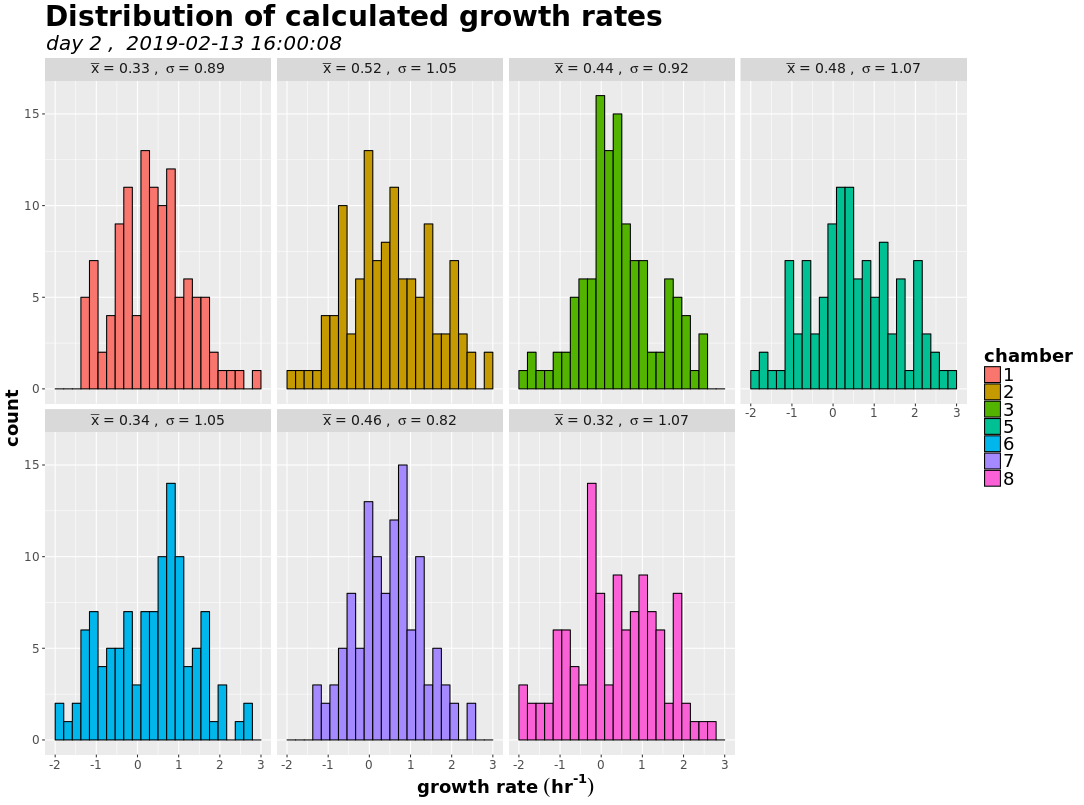 Distribution of calculated growth rates
day 2 , 2019-02-13 16:00:08
x̅ = 0.33 , σ = 0.89
x̅ = 0.52 , σ = 1.05
x̅ = 0.44 , σ = 0.92
x̅ = 0.48 , σ = 1.07
15
10
5
0
-2 -1 0 1 2 3
x̅ = 0.34 , σ = 1.05
x̅ = 0.46 , σ = 0.82
x̅ = 0.32 , σ = 1.07
15
10
5
0
-2 -1 0 1 2 3
-2 -1 0 1 2 3
-2 -1 0 1 2 3
count
growth rate (hr⁻¹)
chamber
1
2
3
5
6
7
8